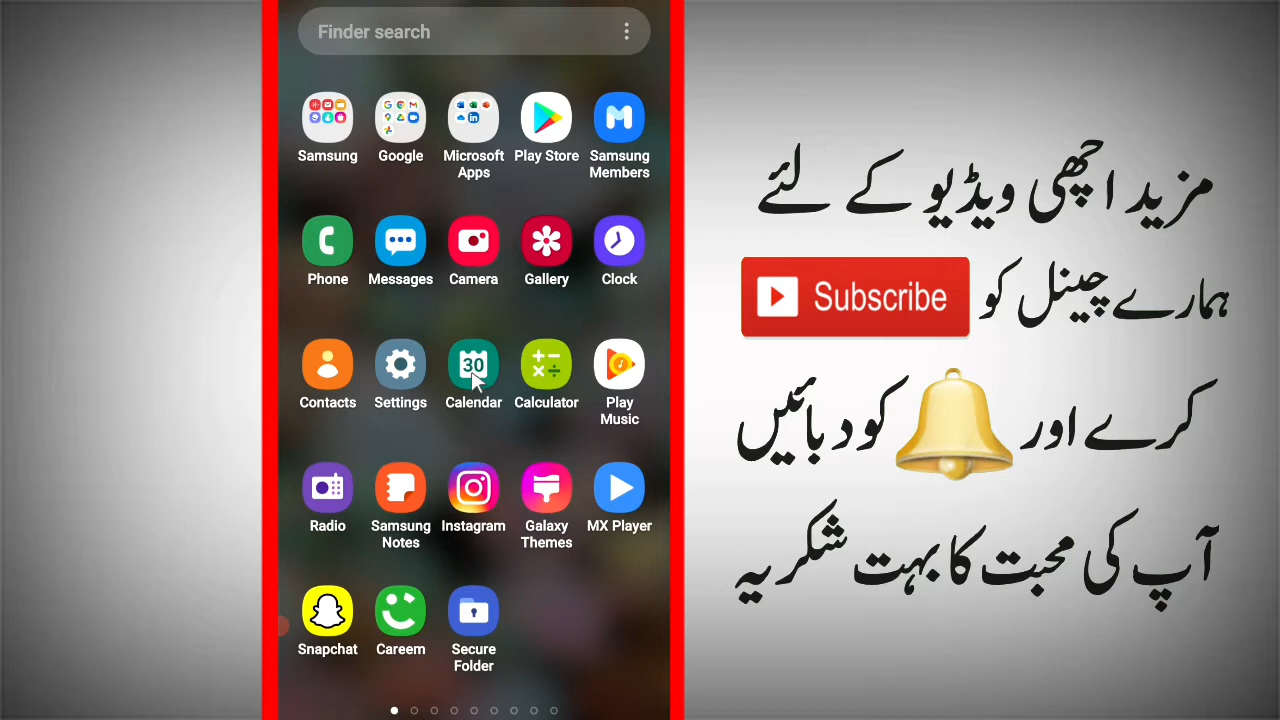 Finder search
Samsung Google Microsoft Apps Play Store Samsung Members
Phone Messages Camera Gallery Clock
30
Contacts Settings Calendar Calculator Play Music
Radio Samsung Notes Instagram Galaxy Themes MX Player
Snapchat Careem Secure Folder
مزید اچھی ویڈیو کے لئے
ہمارے چینل کو Subscribe
کرے اور کو دبائیں
آپ کی محبت کا بہت شکریہ